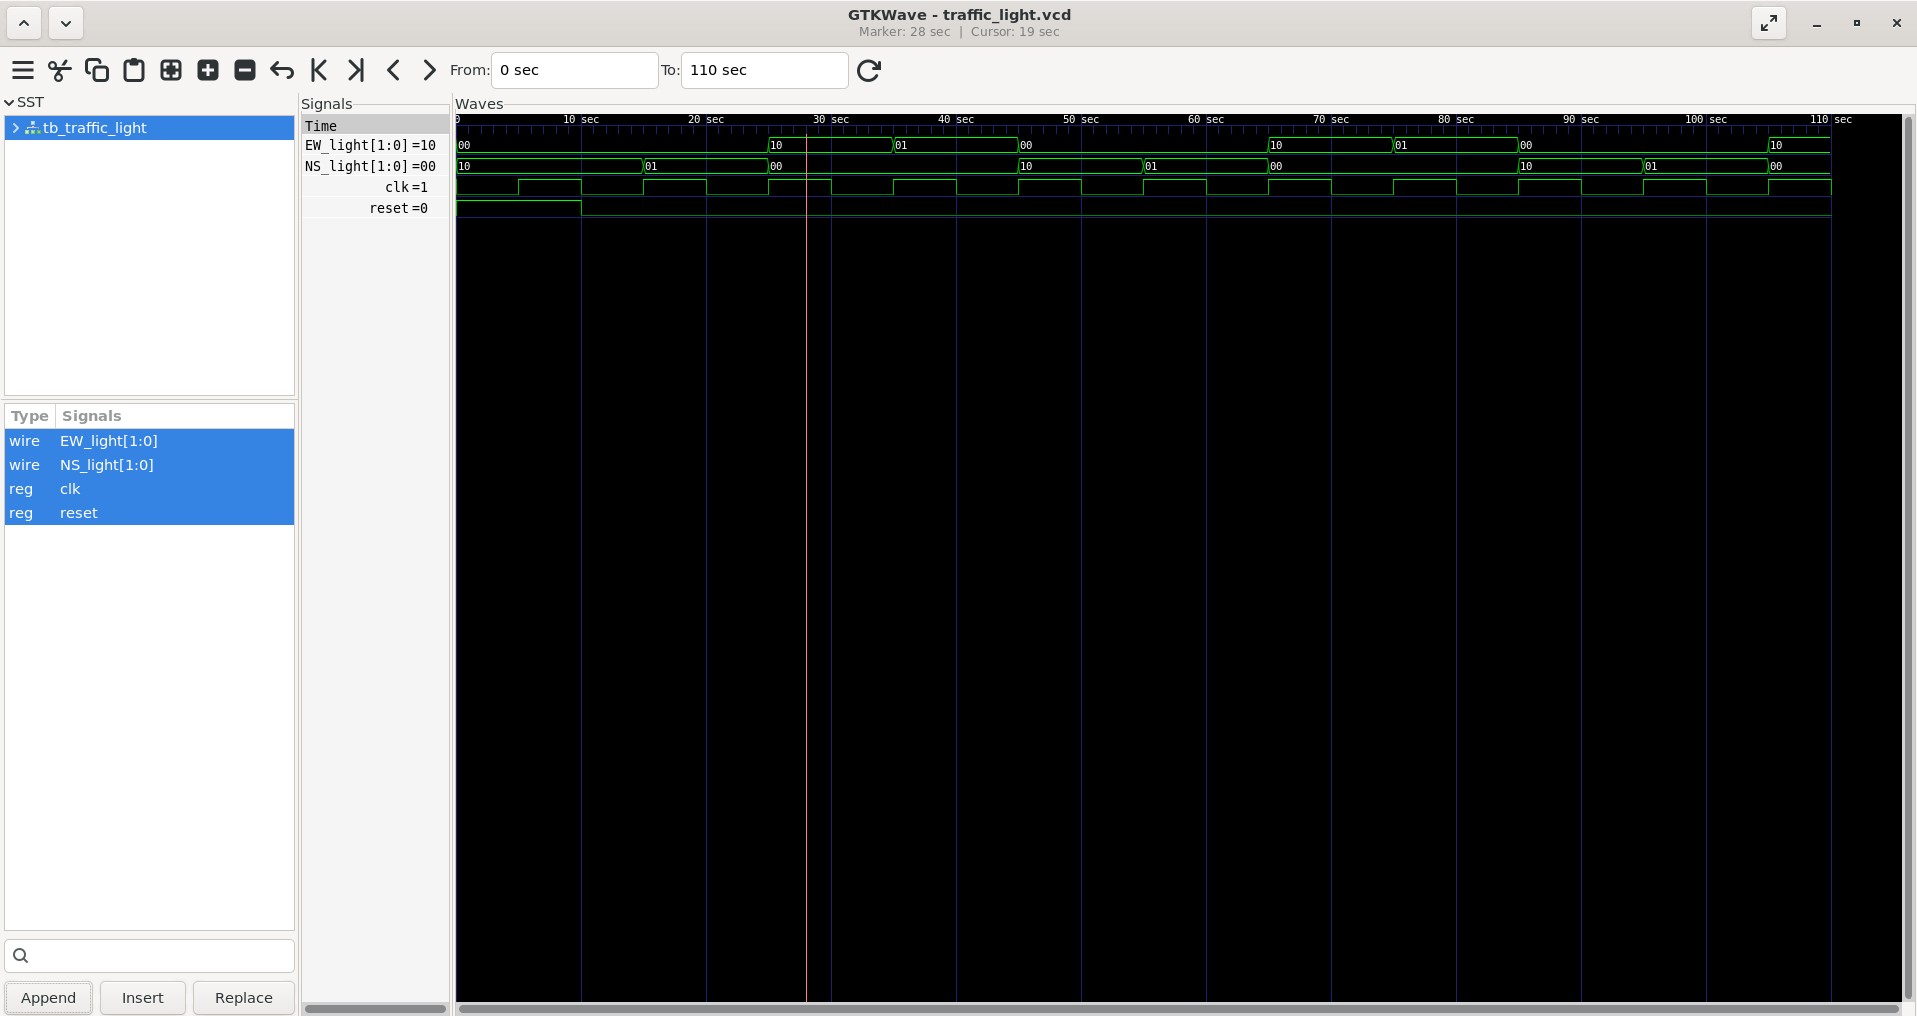 GTKWave - traffic_light.vcd
Marker: 28 sec | Cursor: 19 sec
From: 0 sec To: 110 sec
SST
tb_traffic_light
Type Signals
wire EW_light[1:0]
wire NS_light[1:0]
reg clk
reg reset
Append Insert Replace
Signals
Time
EW_light[1:0] =10
NS_light[1:0] =00
clk =1
reset =0
Waves
0 10 sec 20 sec 30 sec 40 sec 50 sec 60 sec 70 sec 80 sec 90 sec 100 sec 110 sec
00 10 01 00 10 01 00 10
10 01 00 10 01 00 10 01 00